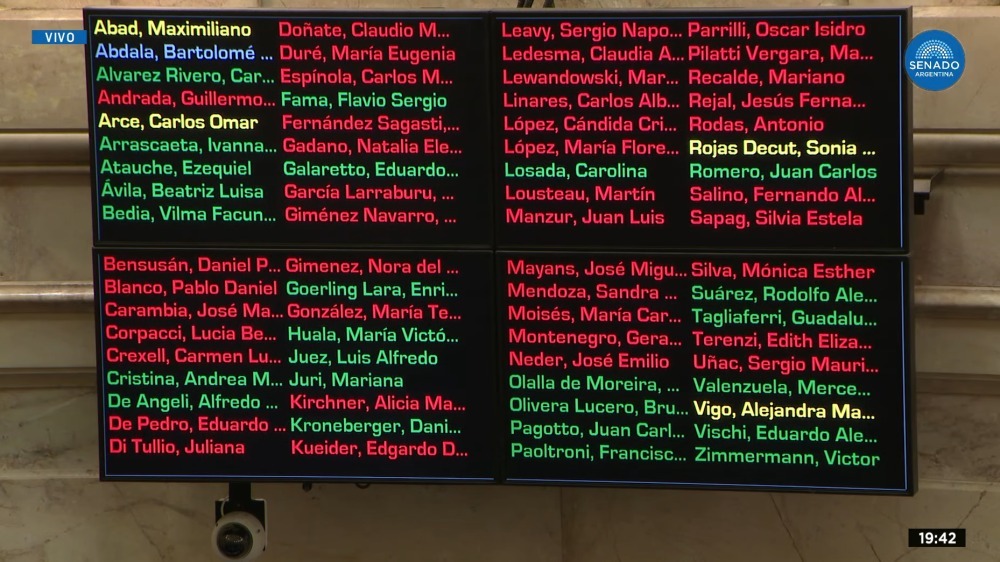 VIVO
Abad, Maximiliano
Abdala, Bartolomé ...
Alvarez Rivero, Car...
Andrada, Guillermo...
Arce, Carlos Omar
Arrascaeta, Ivanna...
Atauche, Ezequiel
Ávila, Beatriz Luisa
Bedia, Vilma Facun...
Doñate, Claudio M...
Duré, María Eugenia
Espínola, Carlos M...
Fama, Flavio Sergio
Fernández Sagasti,...
Gadano, Natalia Ele...
Galaretto, Eduardo...
García Larraburu, ...
Giménez Navarro, ...
Leavy, Sergio Napo...
Ledesma, Claudia A...
Lewandowski, Mar...
Linares, Carlos Alb...
López, Cándida Cri...
López, María Flore...
Losada, Carolina
Lousteau, Martín
Manzur, Juan Luis
Parrilli, Oscar Isidro
Pilatti Vergara, Ma...
Recalde, Mariano
Rejal, Jesús Ferna...
Rodas, Antonio
Rojas Decut, Sonia ...
Romero, Juan Carlos
Salino, Fernando Al...
Sapag, Silvia Estela
SENADO
ARGENTINA
Bensusán, Daniel P...
Blanco, Pablo Daniel
Carambia, José Ma...
Corpacci, Lucia Be...
Crexell, Carmen Lu...
Cristina, Andrea M...
De Angeli, Alfredo ...
De Pedro, Eduardo ...
Di Tullio, Juliana
Gimenez, Nora del ...
Goerling Lara, Enri...
González, María Te...
Huala, María Victó...
Juez, Luis Alfredo
Juri, Mariana
Kirchner, Alicia Ma...
Kroneberger, Dani...
Kueider, Edgardo D...
Mayans, José Migu...
Mendoza, Sandra ...
Moisés, María Car...
Montenegro, Gera...
Neder, José Emilio
Olalla de Moreira, ...
Olivera Lucero, Bru...
Pagotto, Juan Carl...
Paoltroni, Francisc...
Silva, Mónica Esther
Suárez, Rodolfo Ale...
Tagliaferri, Guadalu...
Terenzi, Edith Eliza...
Uñac, Sergio Mauri...
Valenzuela, Merce...
Vigo, Alejandra Ma...
Vischi, Eduardo Ale...
Zimmermann, Victor
19:42